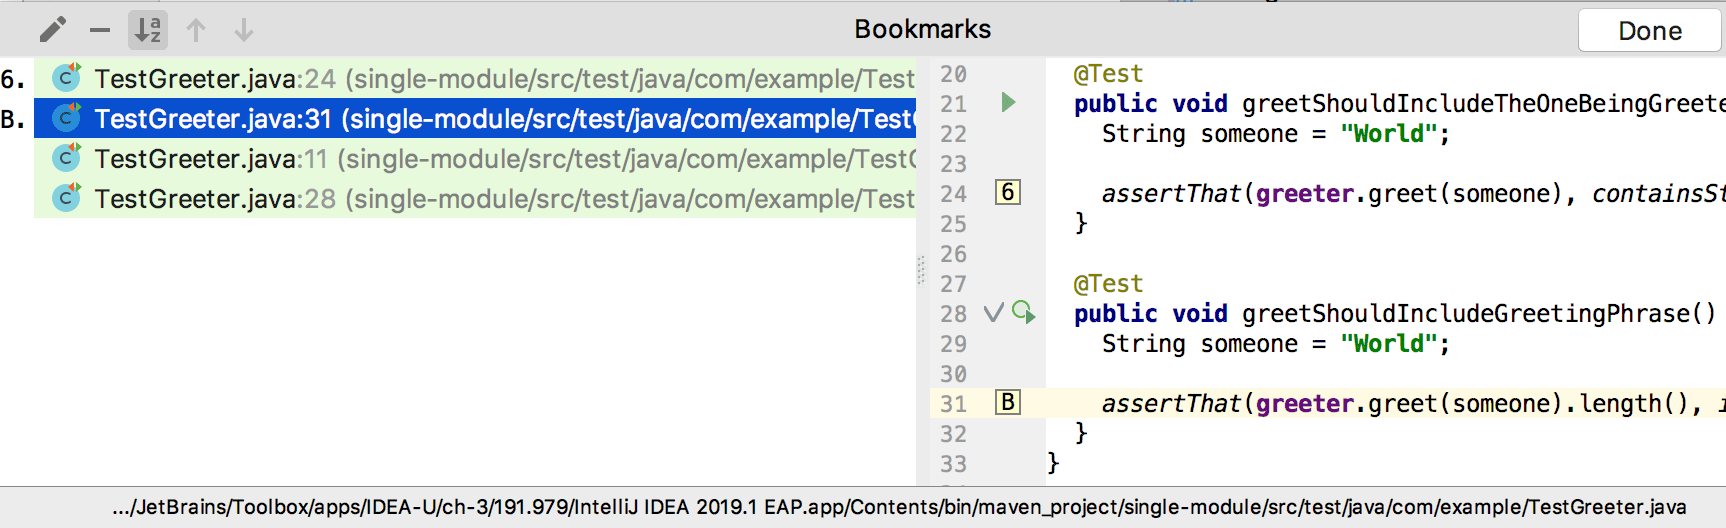 Bookmarks
Done
6. C TestGreeter.java:24 (single-module/src/test/java/com/example/Test
B. C TestGreeter.java:31 (single-module/src/test/java/com/example/Test
C TestGreeter.java:11 (single-module/src/test/java/com/example/Test
C TestGreeter.java:28 (single-module/src/test/java/com/example/Test
20 @Test
21 public void greetShouldIncludeTheOneBeingGreete
22 String someone = "World";
23
24 6 assertThat(greeter.greet(someone), containsSt
25 }
26
27 @Test
28 public void greetShouldIncludeGreetingPhrase()
29 String someone = "World";
30
31 B assertThat(greeter.greet(someone).length(), i
32 }
33 }
.../JetBrains/Toolbox/apps/IDEA-U/ch-3/191.979/IntelliJ IDEA 2019.1 EAP.app/Contents/bin/maven_project/single-module/src/test/java/com/example/TestGreeter.java